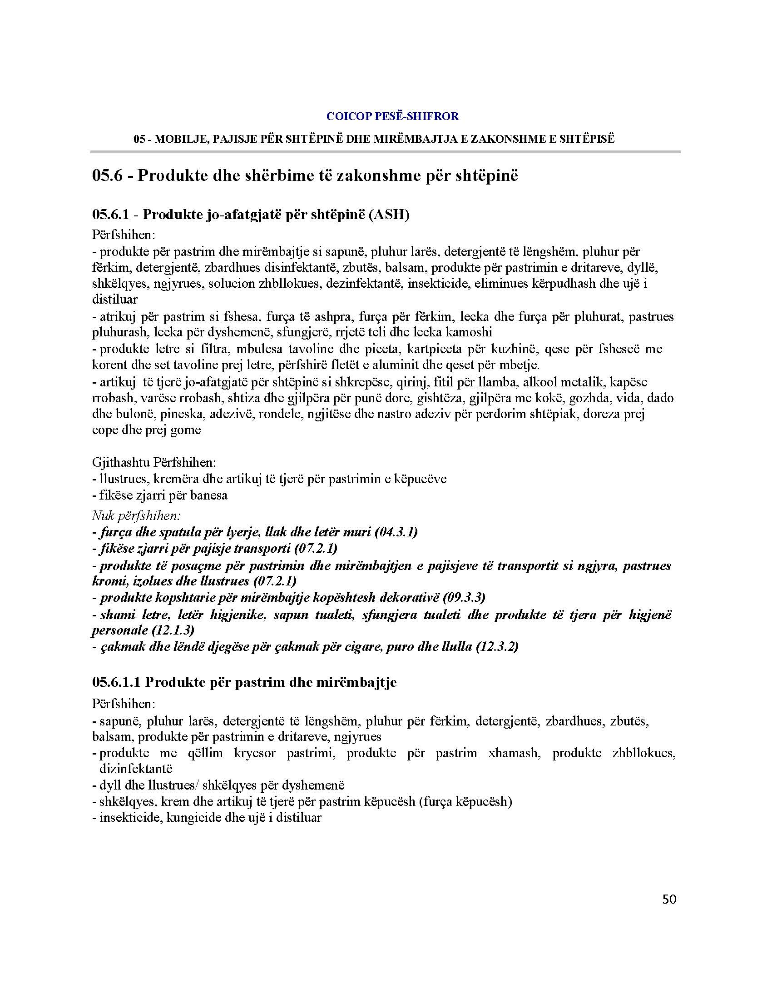 COICOP PESË-SHIFROR
05 - MOBILJE, PAJISJE PËR SHTËPINË DHE MIRËMBAJTJA E ZAKONSHME E SHTËPISË
05.6 - Produkte dhe shërbime të zakonshme për shtëpinë
05.6.1 - Produkte jo-afatgjatë për shtëpinë (ASH)
Përfshihen:
- produkte për pastrim dhe mirëmbajtje si sapunë, pluhur larës, detergjentë të lëngshëm, pluhur për
fërkim, detergjentë, zbardhues disinfektantë, zbutës, balsam, produkte për pastrimin e dritareve, dyllë,
shkëlqyes, ngjyrues, solucion zhbllokues, dezinfektantë, insekticide, eliminues kërpudhash dhe ujë i
distiluar
- atrikuj për pastrim si fshesa, furça të ashpra, furça për fërkim, lecka dhe furça për pluhurat, pastrues
pluhurash, lecka për dyshemenë, sfungjerë, rrjetë teli dhe lecka kamoshi
- produkte letre si filtra, mbulesa tavoline dhe piceta, kartpiceta për kuzhinë, qese për fsheseë me
korent dhe set tavoline prej letre, përfshirë fletët e aluminit dhe qeset për mbetje.
- artikuj të tjerë jo-afatgjatë për shtëpinë si shkrepëse, qirinj, fitil për llamba, alkool metalik, kapëse
rrobash, varëse rrobash, shtiza dhe gjilpëra për punë dore, gishtëza, gjilpëra me kokë, gozhda, vida, dado
dhe bulonë, pineska, adezivë, rondele, ngjitëse dhe nastro adeziv për perdorim shtëpiak, doreza prej
cope dhe prej gome
Gjithashtu Përfshihen:
- llustrues, kremëra dhe artikuj të tjerë për pastrimin e këpucëve
- fikëse zjarri për banesa
Nuk përfshihen:
- furça dhe spatula për lyerje, llak dhe letër muri (04.3.1)
- fikëse zjarri për pajisje transporti (07.2.1)
- produkte të posaçme për pastrimin dhe mirëmbajtjen e pajisjeve të transportit si ngjyra, pastrues
kromi, izolues dhe llustrues (07.2.1)
- produkte kopshtarie për mirëmbajtje kopështesh dekorativë (09.3.3)
- shami letre, letër higjenike, sapun tualeti, sfungjera tualeti dhe produkte të tjera për higjenë
personale (12.1.3)
- çakmak dhe lëndë djegëse për çakmak për cigare, puro dhe llulla (12.3.2)
05.6.1.1 Produkte për pastrim dhe mirëmbajtje
Përfshihen:
- sapunë, pluhur larës, detergjentë të lëngshëm, pluhur për fërkim, detergjentë, zbardhues, zbutës,
balsam, produkte për pastrimin e dritareve, ngjyrues
- produkte me qëllim kryesor pastrimi, produkte për pastrim xhamash, produkte zhbllokues,
dizinfektantë
- dyll dhe llustrues/ shkëlqyes për dyshemenë
- shkëlqyes, krem dhe artikuj të tjerë për pastrim këpucësh (furça këpucësh)
- insekticide, kungicide dhe ujë i distiluar
50